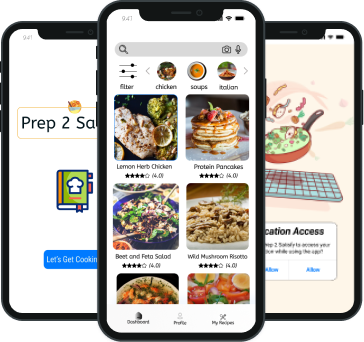 9:41
Prep 2 Sa
Let's Get Cookin
9:41
filter
chicken
soups
italian
Lemon Herb Chicken
(4.0)
Protein Pancakes
(4.0)
Beet and Feta Salad
(4.0)
Wild Mushroom Risotto
(4.0)
Dashboard
Profile
My Recipes
cation Access
Prep 2 Satisfy to access your
ation while using the app?
Allow
Allow